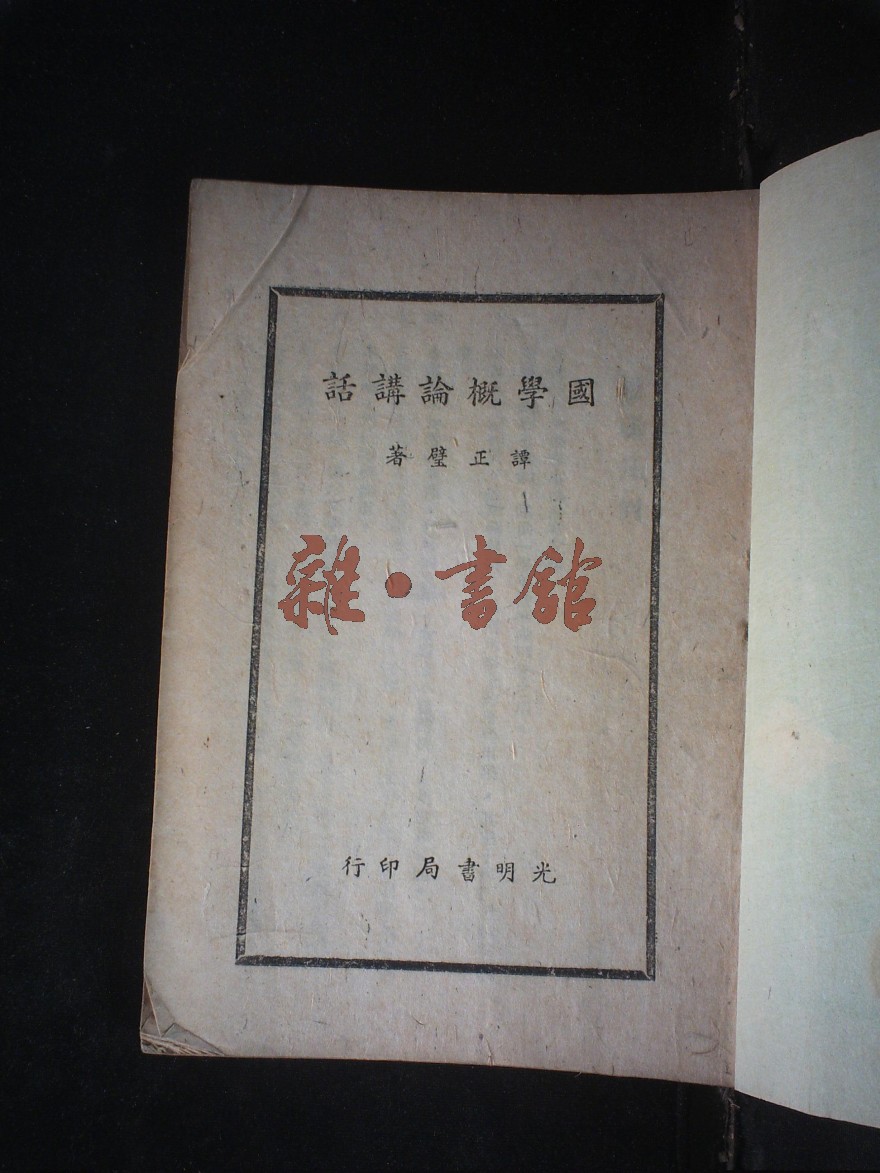 國學概論講話
譚正璧著
雜·書館
光明書局印行